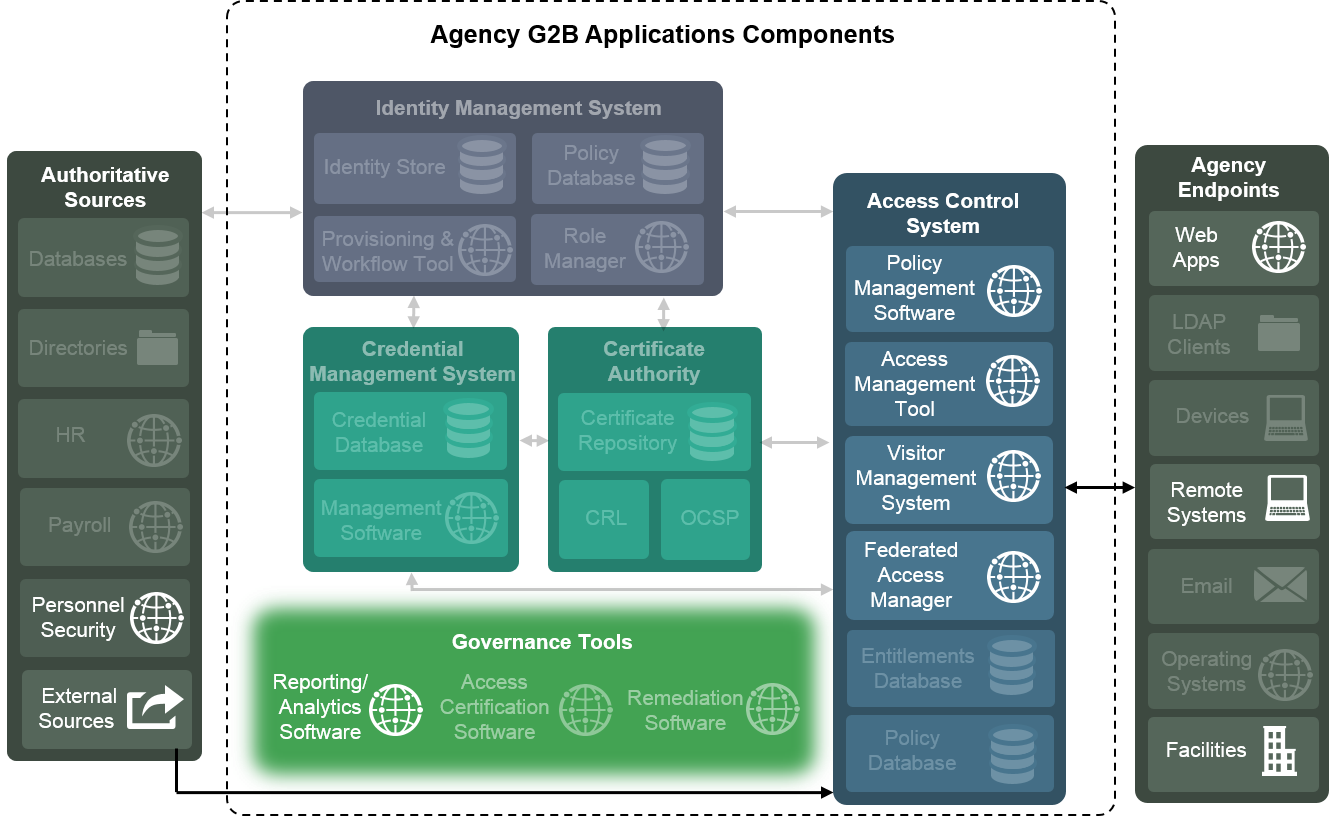 Agency G2B Applications Components
Identity Management System
Identity Store
Policy
Database
Provisioning &
Workflow Tool
Role
Manager
Authoritative
Sources
Databases
Directories
HR
Payroll
Personnel
Security
External
Sources
Credential
Management System
Credential
Database
Management
Software
Certificate
Authority
Certificate
Repository
CRL
OCSP
Governance Tools
Reporting/
Analytics
Software
Access
Certification
Software
Remediation
Software
Access Control
System
Policy
Management
Software
Access
Management
Tool
Visitor
Management
System
Federated
Access
Manager
Entitlements
Database
Policy
Database
Agency
Endpoints
Web
Apps
LDAP
Clients
Devices
Remote
Systems
Email
Operating
Systems
Facilities